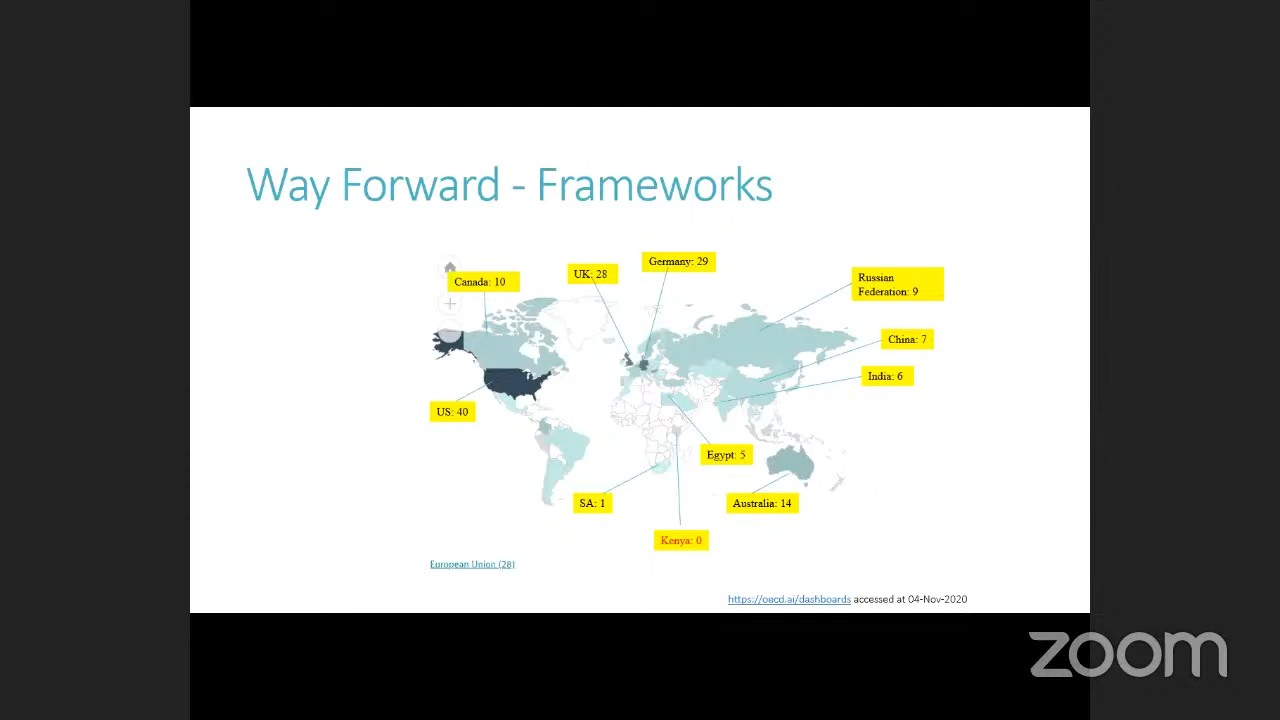 Way Forward - Frameworks
Canada: 10
UK: 28
Germany: 29
Russian
Federation: 9
China: 7
India: 6
US: 40
Egypt: 5
SA: 1
Australia: 14
Kenya: 0
European Union (28)
https://oecd.ai/dashboards accessed at 04-Nov-2020
zoom